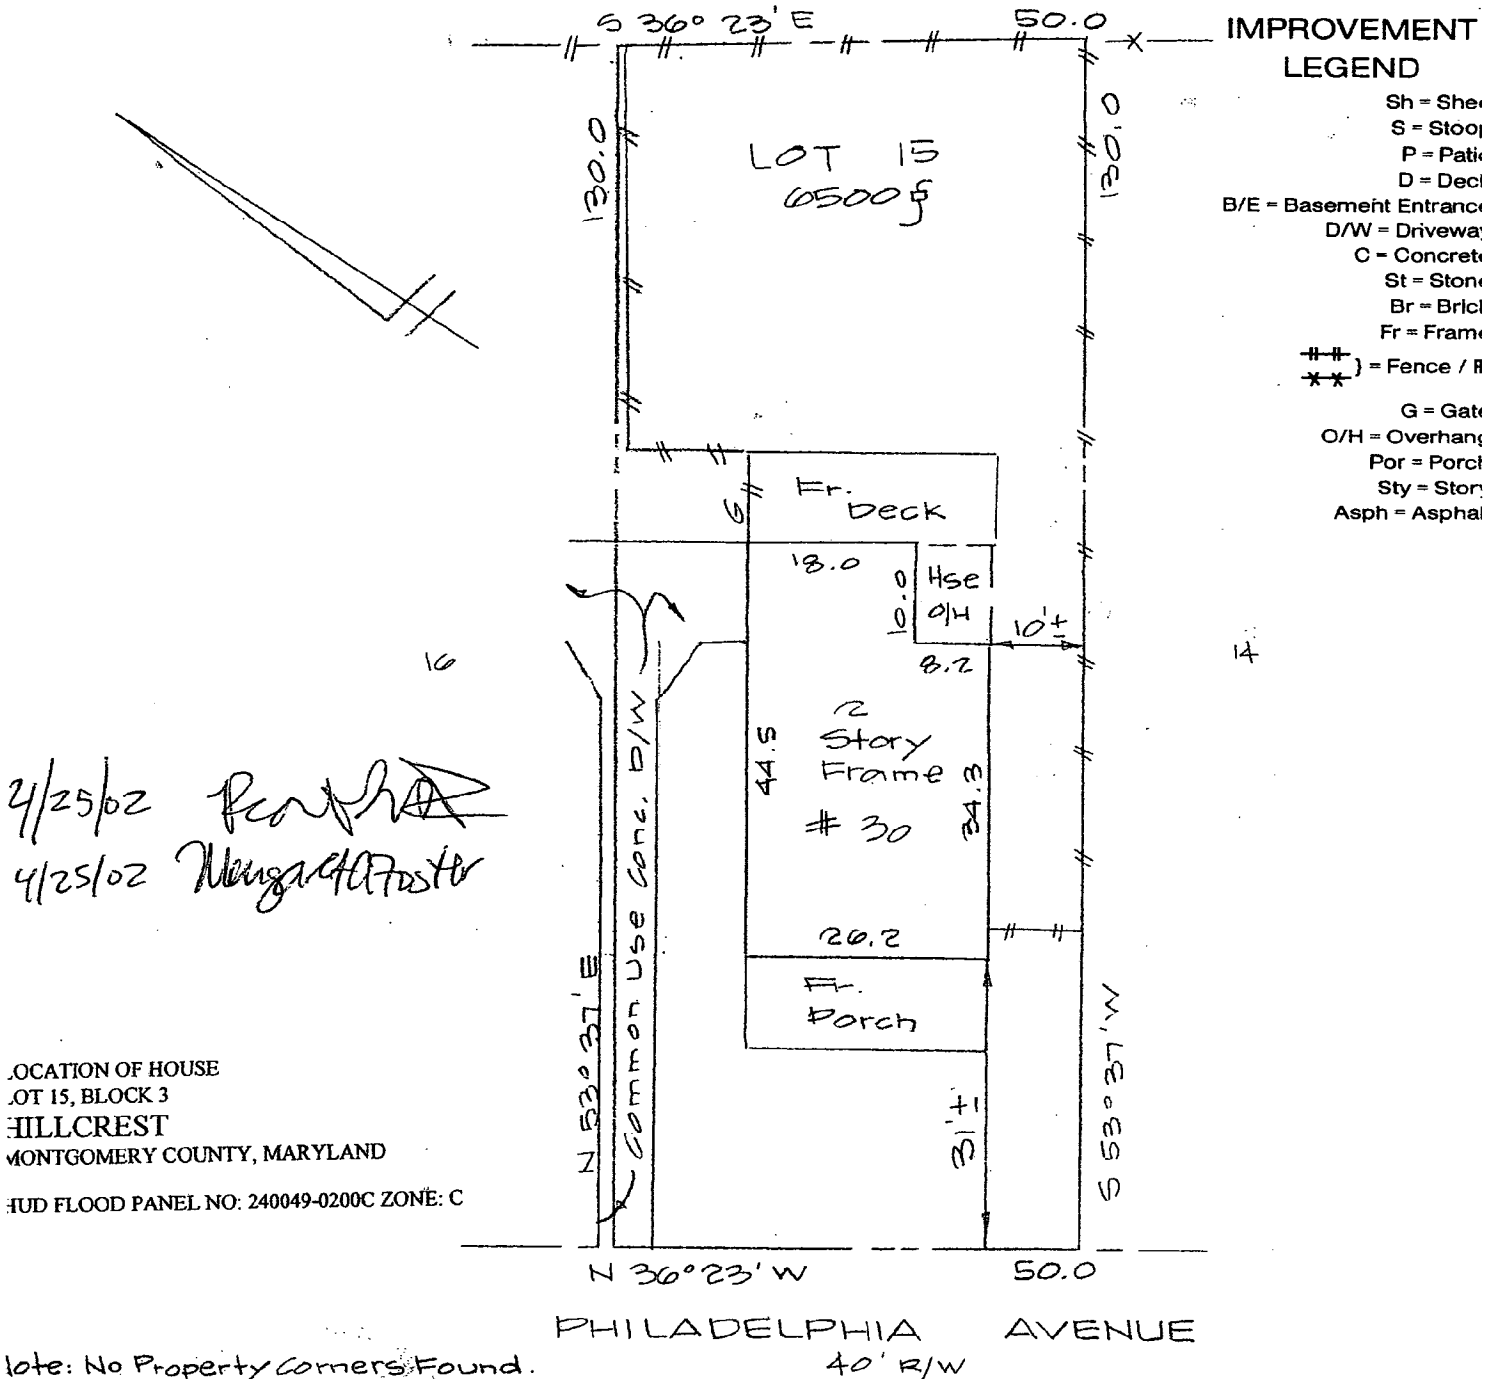 S 36° 23' E
50.0
IMPROVEMENT
LEGEND
Sh = She
S = Stoo
P = Pati
D = Dec
B/E = Basement Entranc
D/W = Drivewa
C = Concret
St = Ston
Br = Bric
Fr = Fram
} = Fence /
G = Gat
O/H = Overhan
Por = Porc
Sty = Stor
Asph = Aspha
130.0
130.0
LOT 15
6500
Fr.
Deck
G
18.0
10.0
Hse
O/H
10'±
8.2
16
14
2
Story
Frame
# 30
44.5
34.3
26.2
Fr.
Porch
31'±
Common Use Conc. D/W
N 53° 37' E
S 53° 37' W
4/25/02
4/25/02 Margaret A Foster
OCATION OF HOUSE
OT 15, BLOCK 3
HILLCREST
MONTGOMERY COUNTY, MARYLAND
HUD FLOOD PANEL NO: 240049-0200C ZONE: C
N 36° 23' W
50.0
PHILADELPHIA AVENUE
40' R/W
lote: No Property Corners Found.